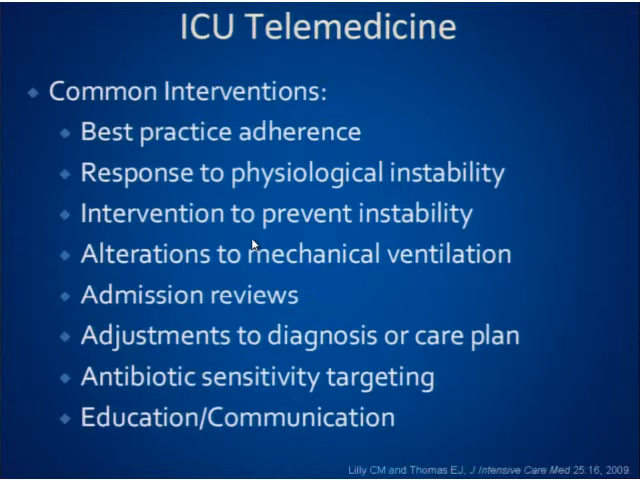 ICU Telemedicine
Common Interventions:
Best practice adherence
Response to physiological instability
Intervention to prevent instability
Alterations to mechanical ventilation
Admission reviews
Adjustments to diagnosis or care plan
Antibiotic sensitivity targeting
Education/Communication
Lilly CM and Thomas EJ, J Intensive Care Med 25:16, 2009.